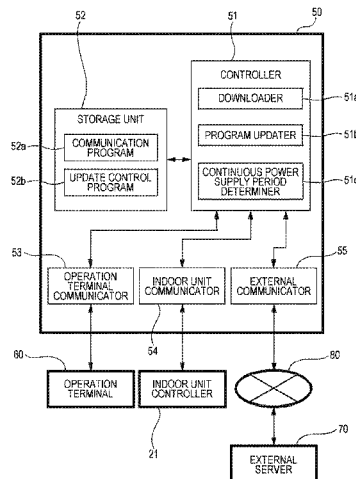 50
52
51
CONTROLLER
DOWNLOADER
51a
STORAGE UNIT
52a
COMMUNICATION
PROGRAM
PROGRAM UPDATER
51b
52b
UPDATE CONTROL
PROGRAM
CONTINUOUS POWER
SUPPLY PERIOD
DETERMINER
51c
53
55
OPERATION
TERMINAL
COMMUNICATOR
INDOOR UNIT
COMMUNICATOR
EXTERNAL
COMMUNICATOR
54
60
80
OPERATION
TERMINAL
INDOOR UNIT
CONTROLLER
21
70
EXTERNAL
SERVER